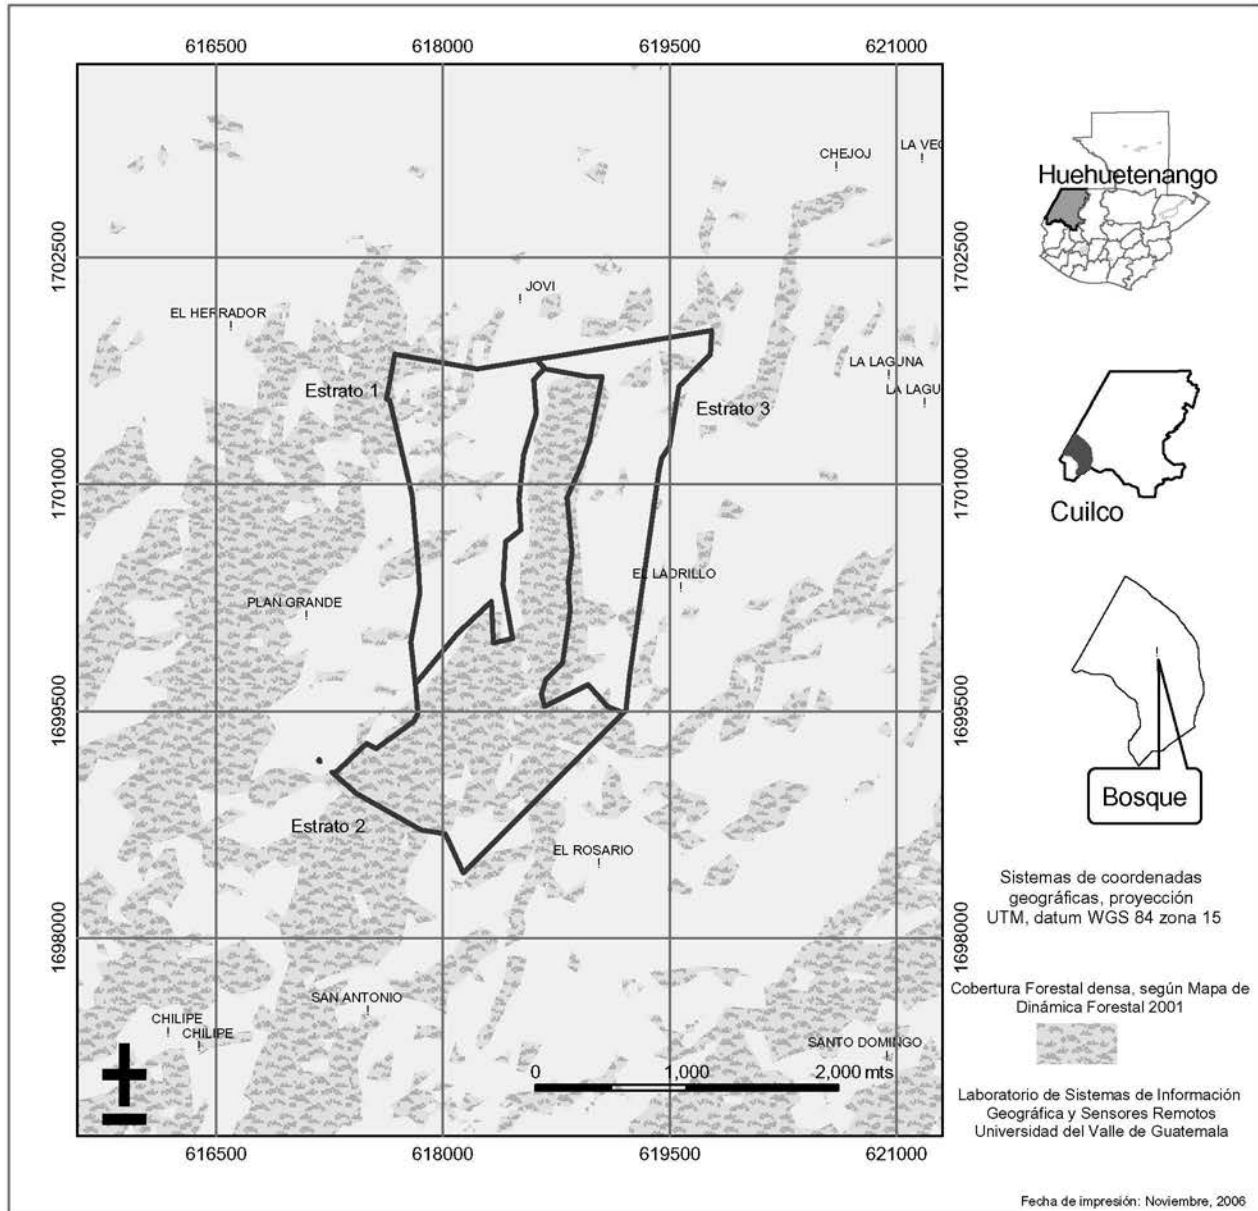 616500
618000
619500
621000
CHEJOJ
LA VEG
1702500
1702500
JOVI
EL HERRADOR
LA LAGUNA
LA LAGU
Estrato 1
Estrato 3
1701000
1701000
EL LADRILLO
PLAN GRANDE
1699500
1699500
Estrato 2
EL ROSARIO
1698000
1698000
SAN ANTONIO
CHILIPE
CHILIPE
SANTO DOMINGO
0
1,000
2,000 mts
616500
618000
619500
621000
Huehuetenango
Cuilco
Bosque
Sistemas de coordenadas
geográficas, proyección
UTM, datum WGS 84 zona 15
Cobertura Forestal densa, según Mapa de
Dinámica Forestal 2001
Laboratorio de Sistemas de Información
Geográfica y Sensores Remotos
Universidad del Valle de Guatemala
Fecha de impresión: Noviembre, 2006